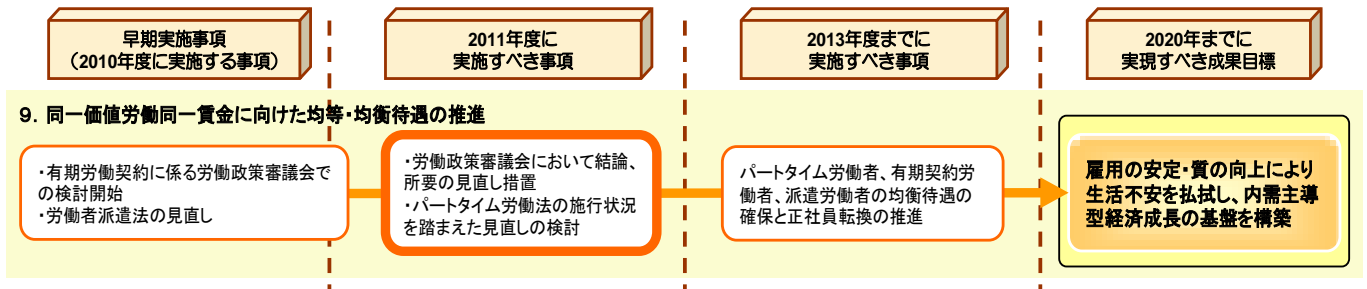 早期実施事項
（2010年度に実施する事項）
2011年度に
実施すべき事項
2013年度までに
実施すべき事項
2020年までに
実現すべき成果目標
９．同一価値労働同一賃金に向けた均等・均衡待遇の推進
・有期労働契約に係る労働政策審議会で
の検討開始
・労働者派遣法の見直し
・労働政策審議会において結論、
所要の見直し措置
・パートタイム労働法の施行状況
を踏まえた見直しの検討
パートタイム労働者、有期契約労
働者、派遣労働者の均衡待遇の
確保と正社員転換の推進
雇用の安定・質の向上により
生活不安を払拭し、内需主導
型経済成長の基盤を構築